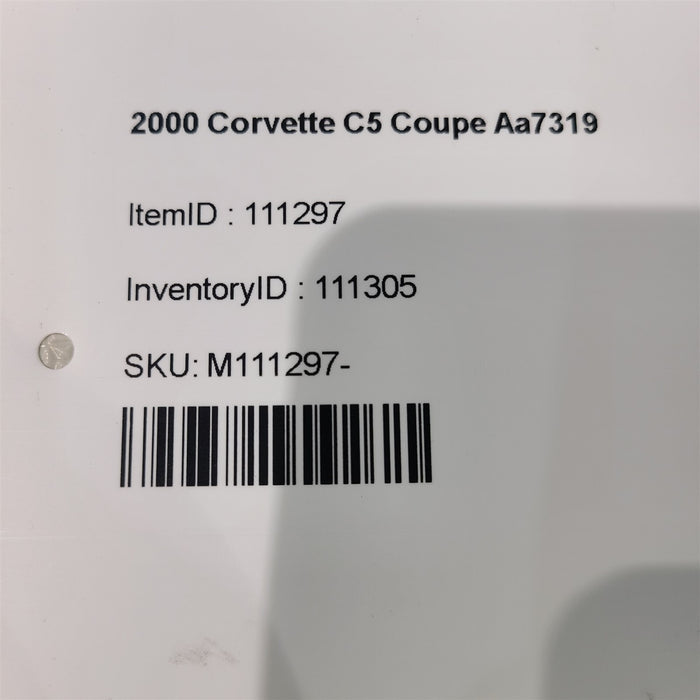 2000 Corvette C5 Coupe Aa7319
ItemID : 111297
InventoryID : 111305
SKU: M111297-